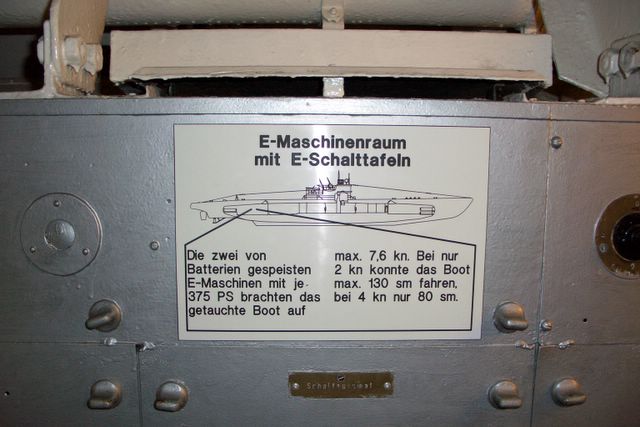 E-Maschinenraum
mit E-Schalttafeln
Die zwei von
Batterien gespeisten
E-Maschinen mit je
375 PS brachten das
getauchte Boot auf
max. 7,6 kn. Bei nur
2 kn konnte das Boot
max. 130 sm fahren,
bei 4 kn nur 80 sm.